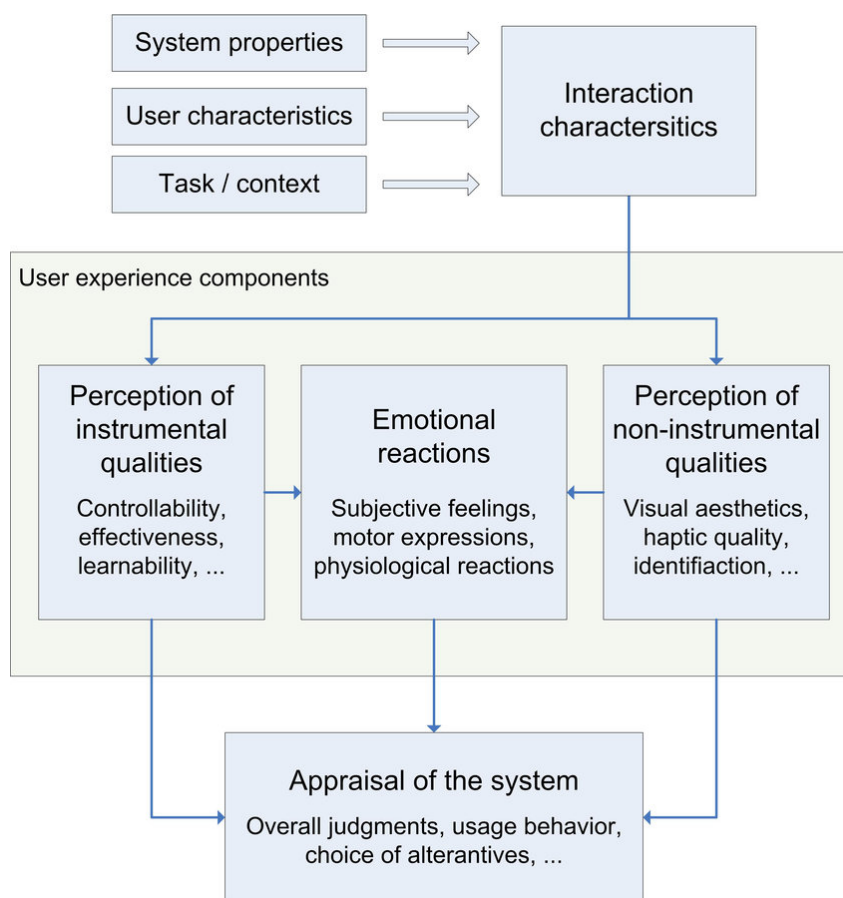 System properties
User characteristics
Task / context
Interaction
charactersitics
User experience components
Perception of
instrumental
qualities
Controllability,
effectiveness,
learnability, ...
Emotional
reactions
Subjective feelings,
motor expressions,
physiological reactions
Perception of
non-instrumental
qualities
Visual aesthetics,
haptic quality,
identifiaction, ...
Appraisal of the system
Overall judgments, usage behavior,
choice of alterantives, ...